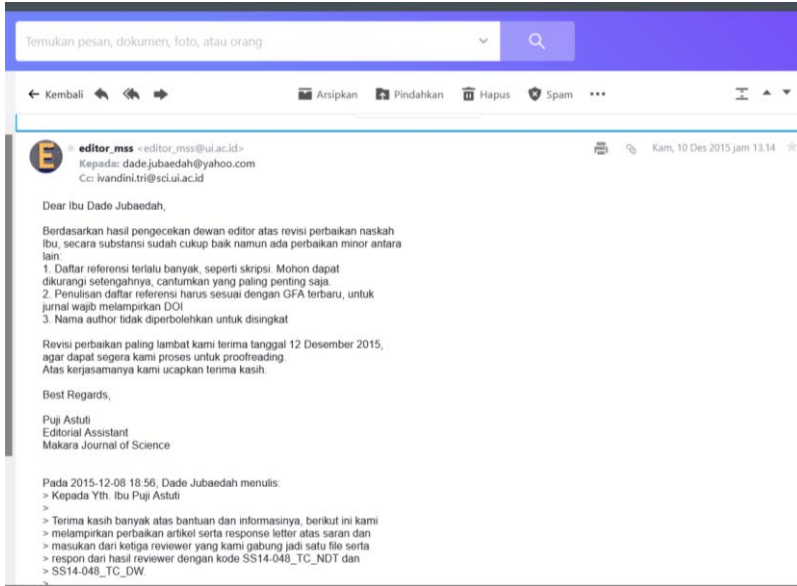 Temukan pesan, dokumen, foto, atau orang
Kembali Arsipkan Pindahkan Hapus Spam •••
E
editor_mss <editor_mss@ui.ac.id> Kam, 10 Des 2015 jam 13.14
Kepada: dade.jubaedah@yahoo.com
Cc: ivandini.tri@sci.ui.ac.id
Dear Ibu Dade Jubaedah,
Berdasarkan hasil pengecekan dewan editor atas revisi perbaikan naskah
Ibu, secara substansi sudah cukup baik namun ada perbaikan minor antara
lain:
1. Daftar referensi terlalu banyak, seperti skripsi. Mohon dapat
dikurangi setengahnya, cantumkan yang paling penting saja.
2. Penulisan daftar referensi harus sesuai dengan GFA terbaru, untuk
jurnal wajib melampirkan DOI
3. Nama author tidak diperbolehkan untuk disingkat
Revisi perbaikan paling lambat kami terima tanggal 12 Desember 2015,
agar dapat segera kami proses untuk proofreading.
Atas kerjasamanya kami ucapkan terima kasih.
Best Regards,
Puji Astuti
Editorial Assistant
Makara Journal of Science
Pada 2015-12-08 18:56, Dade Jubaedah menulis:
> Kepada Yth. Ibu Puji Astuti
>
> Terima kasih banyak atas bantuan dan informasinya, berikut ini kami
> melampirkan perbaikan artikel serta response letter atas saran dan
> masukan dari ketiga reviewer yang kami gabung jadi satu file serta
> respon dari hasil reviewer dengan kode SS14-048_TC_NDT dan
> SS14-048_TC_DW.
>